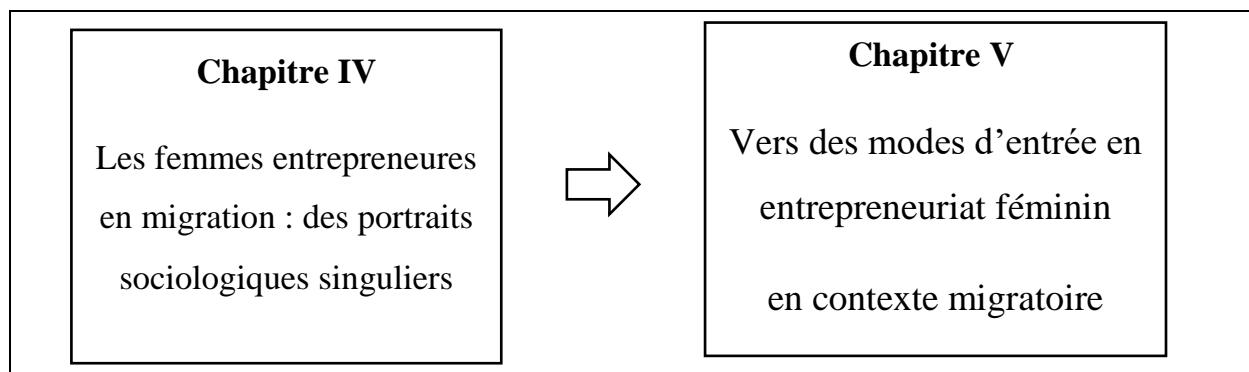 Chapitre IV
Les femmes entrepreneures
en migration : des portraits
sociologiques singuliers
Chapitre V
Vers des modes d’entrée en
entrepreneuriat féminin
en contexte migratoire